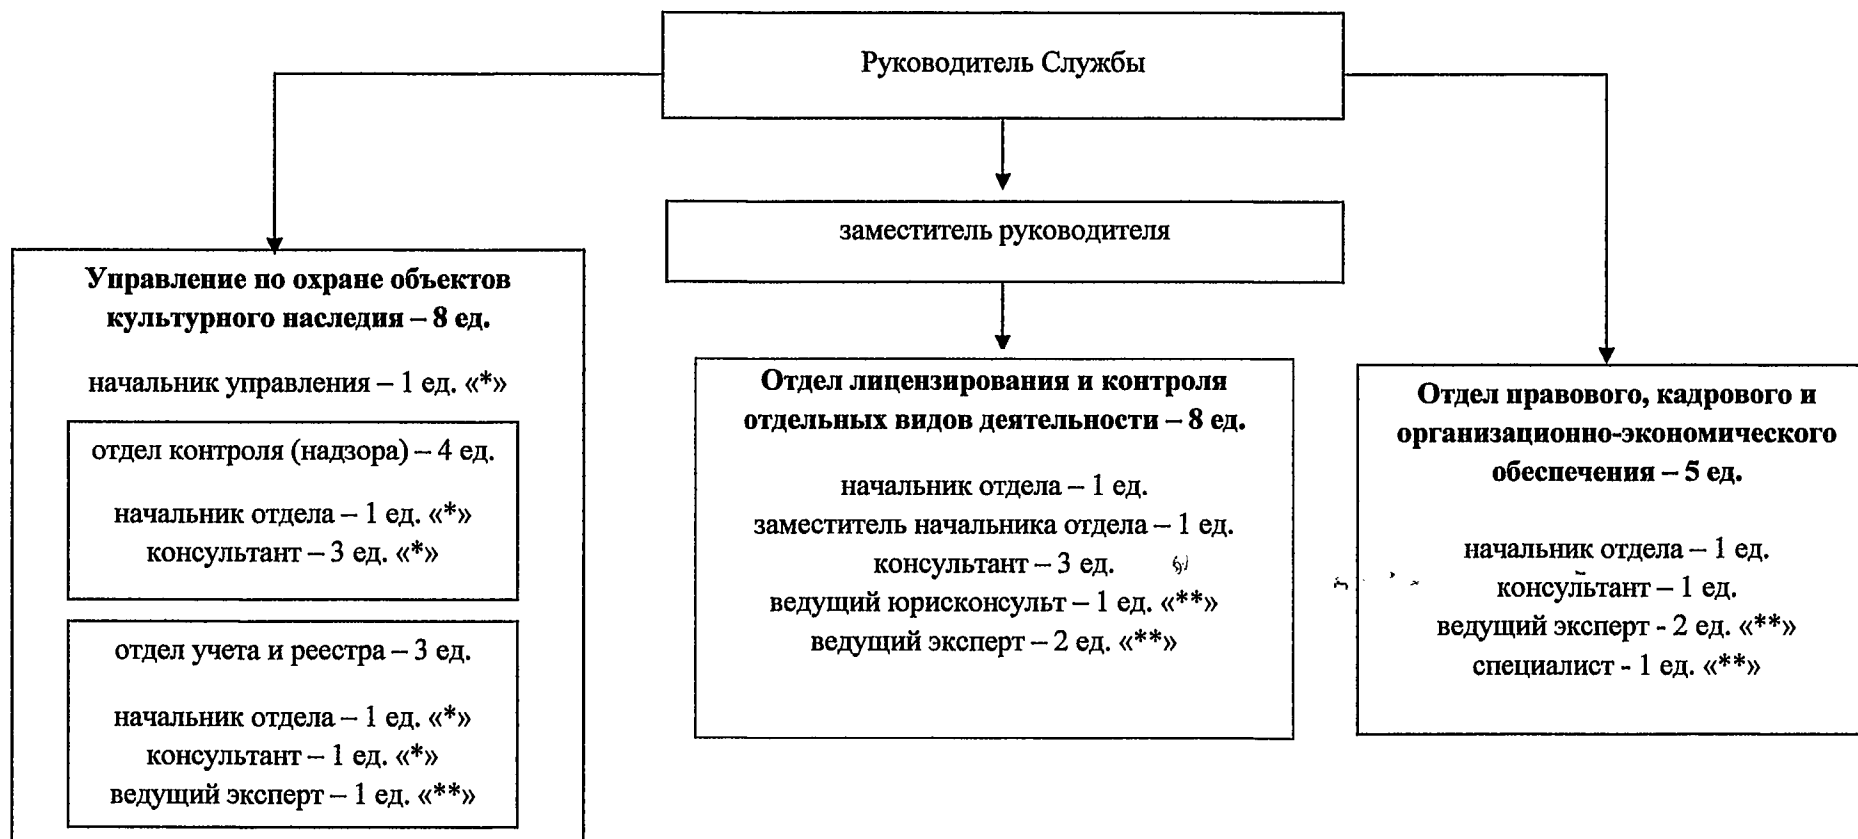 Руководитель Службы
заместитель руководителя
Управление по охране объектов
культурного наследия – 8 ед.
начальник управления – 1 ед. «*»
отдел контроля (надзора) – 4 ед.
начальник отдела – 1 ед. «*»
консультант – 3 ед. «*»
отдел учета и реестра – 3 ед.
начальник отдела – 1 ед. «*»
консультант – 1 ед. «*»
ведущий эксперт – 1 ед. «**»
Отдел лицензирования и контроля
отдельных видов деятельности – 8 ед.
начальник отдела – 1 ед.
заместитель начальника отдела – 1 ед.
консультант – 3 ед.
ведущий юрисконсульт – 1 ед. «**»
ведущий эксперт – 2 ед. «**»
Отдел правового, кадрового и
организационно-экономического
обеспечения – 5 ед.
начальник отдела – 1 ед.
консультант – 1 ед.
ведущий эксперт - 2 ед. «**»
специалист - 1 ед. «**»